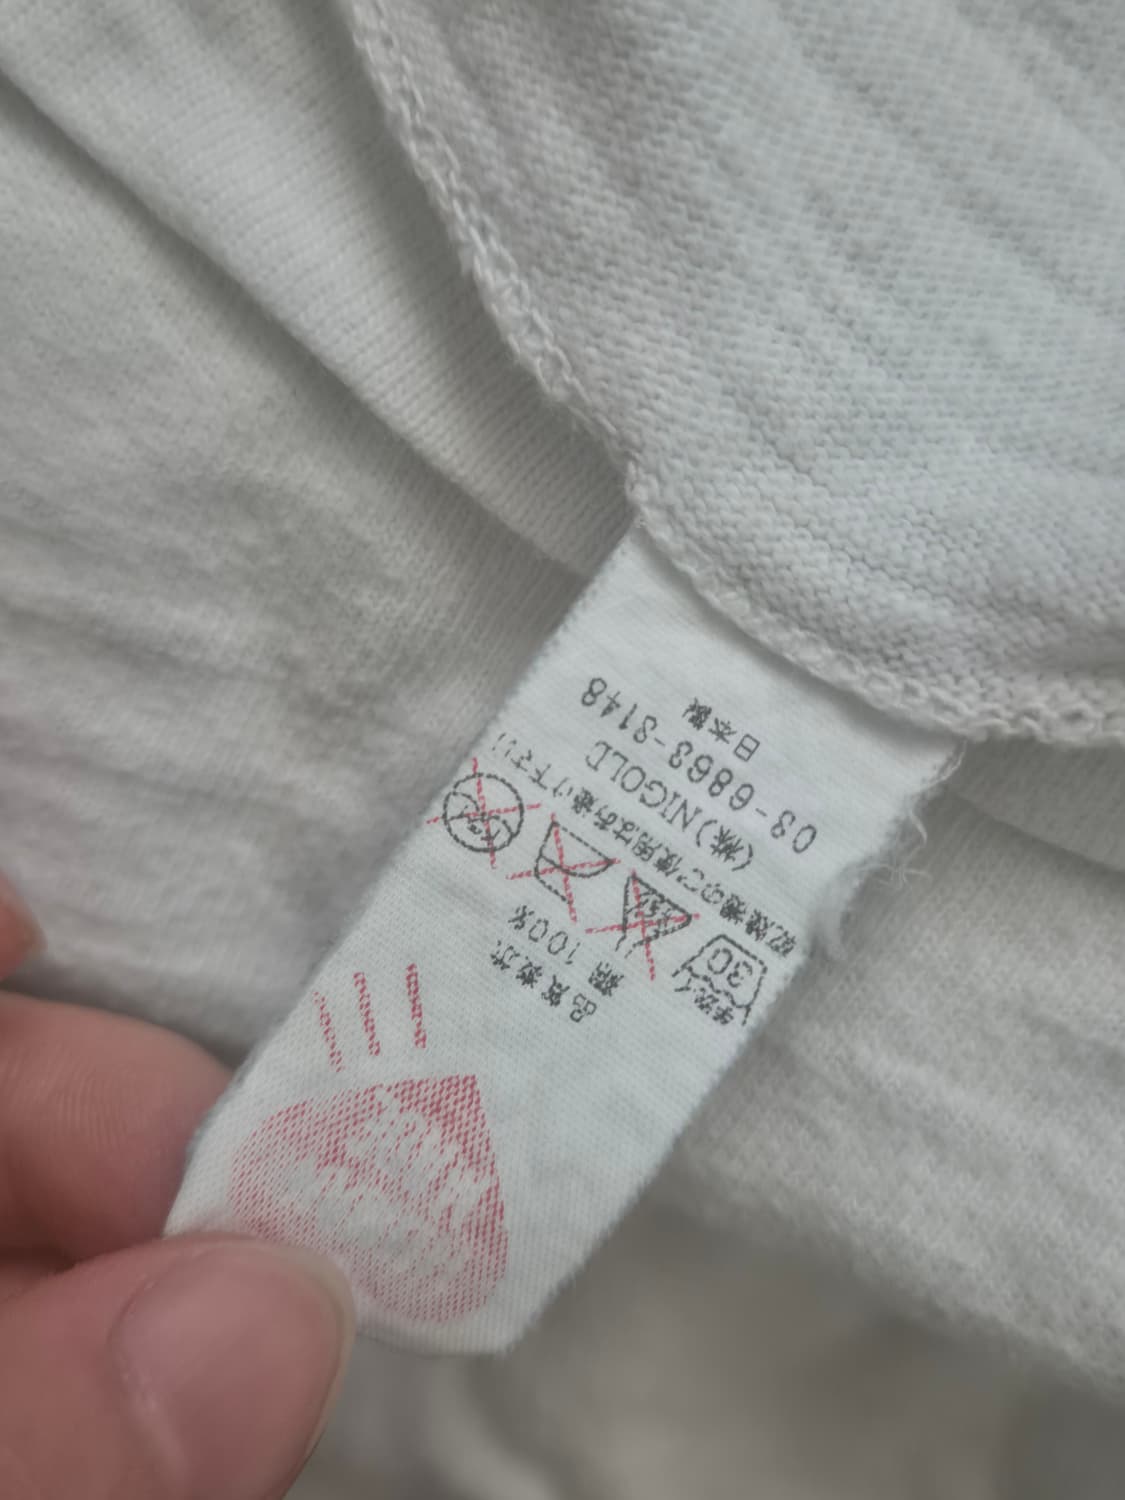 品質表示
綿 100%
手洗イ
30
乾燥機のご使用はお避け下さい
(株)NIGOLD
03-6863-3148
日本製